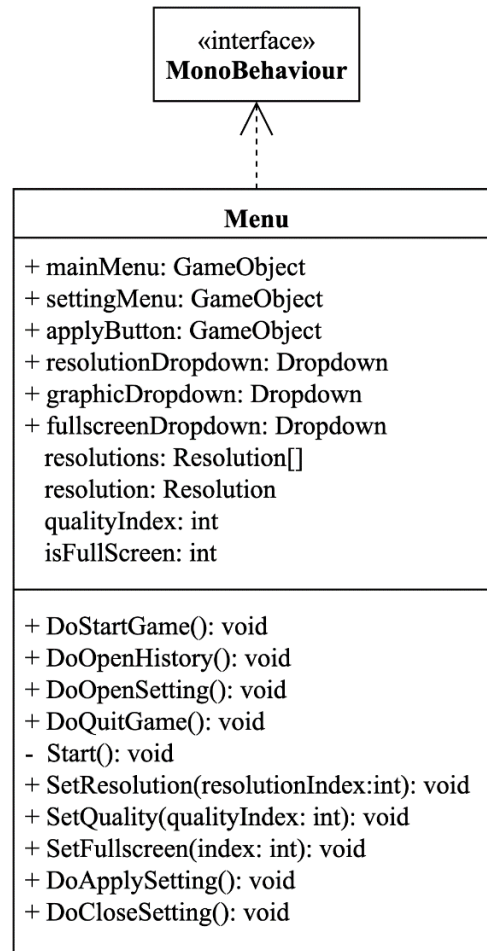 «interface»
MonoBehaviour
Menu
+ mainMenu: GameObject
+ settingMenu: GameObject
+ applyButton: GameObject
+ resolutionDropdown: Dropdown
+ graphicDropdown: Dropdown
+ fullscreenDropdown: Dropdown
resolutions: Resolution[]
resolution: Resolution
qualityIndex: int
isFullScreen: int
+ DoStartGame(): void
+ DoOpenHistory(): void
+ DoOpenSetting(): void
+ DoQuitGame(): void
- Start(): void
+ SetResolution(resolutionIndex:int): void
+ SetQuality(qualityIndex: int): void
+ SetFullscreen(index: int): void
+ DoApplySetting(): void
+ DoCloseSetting(): void